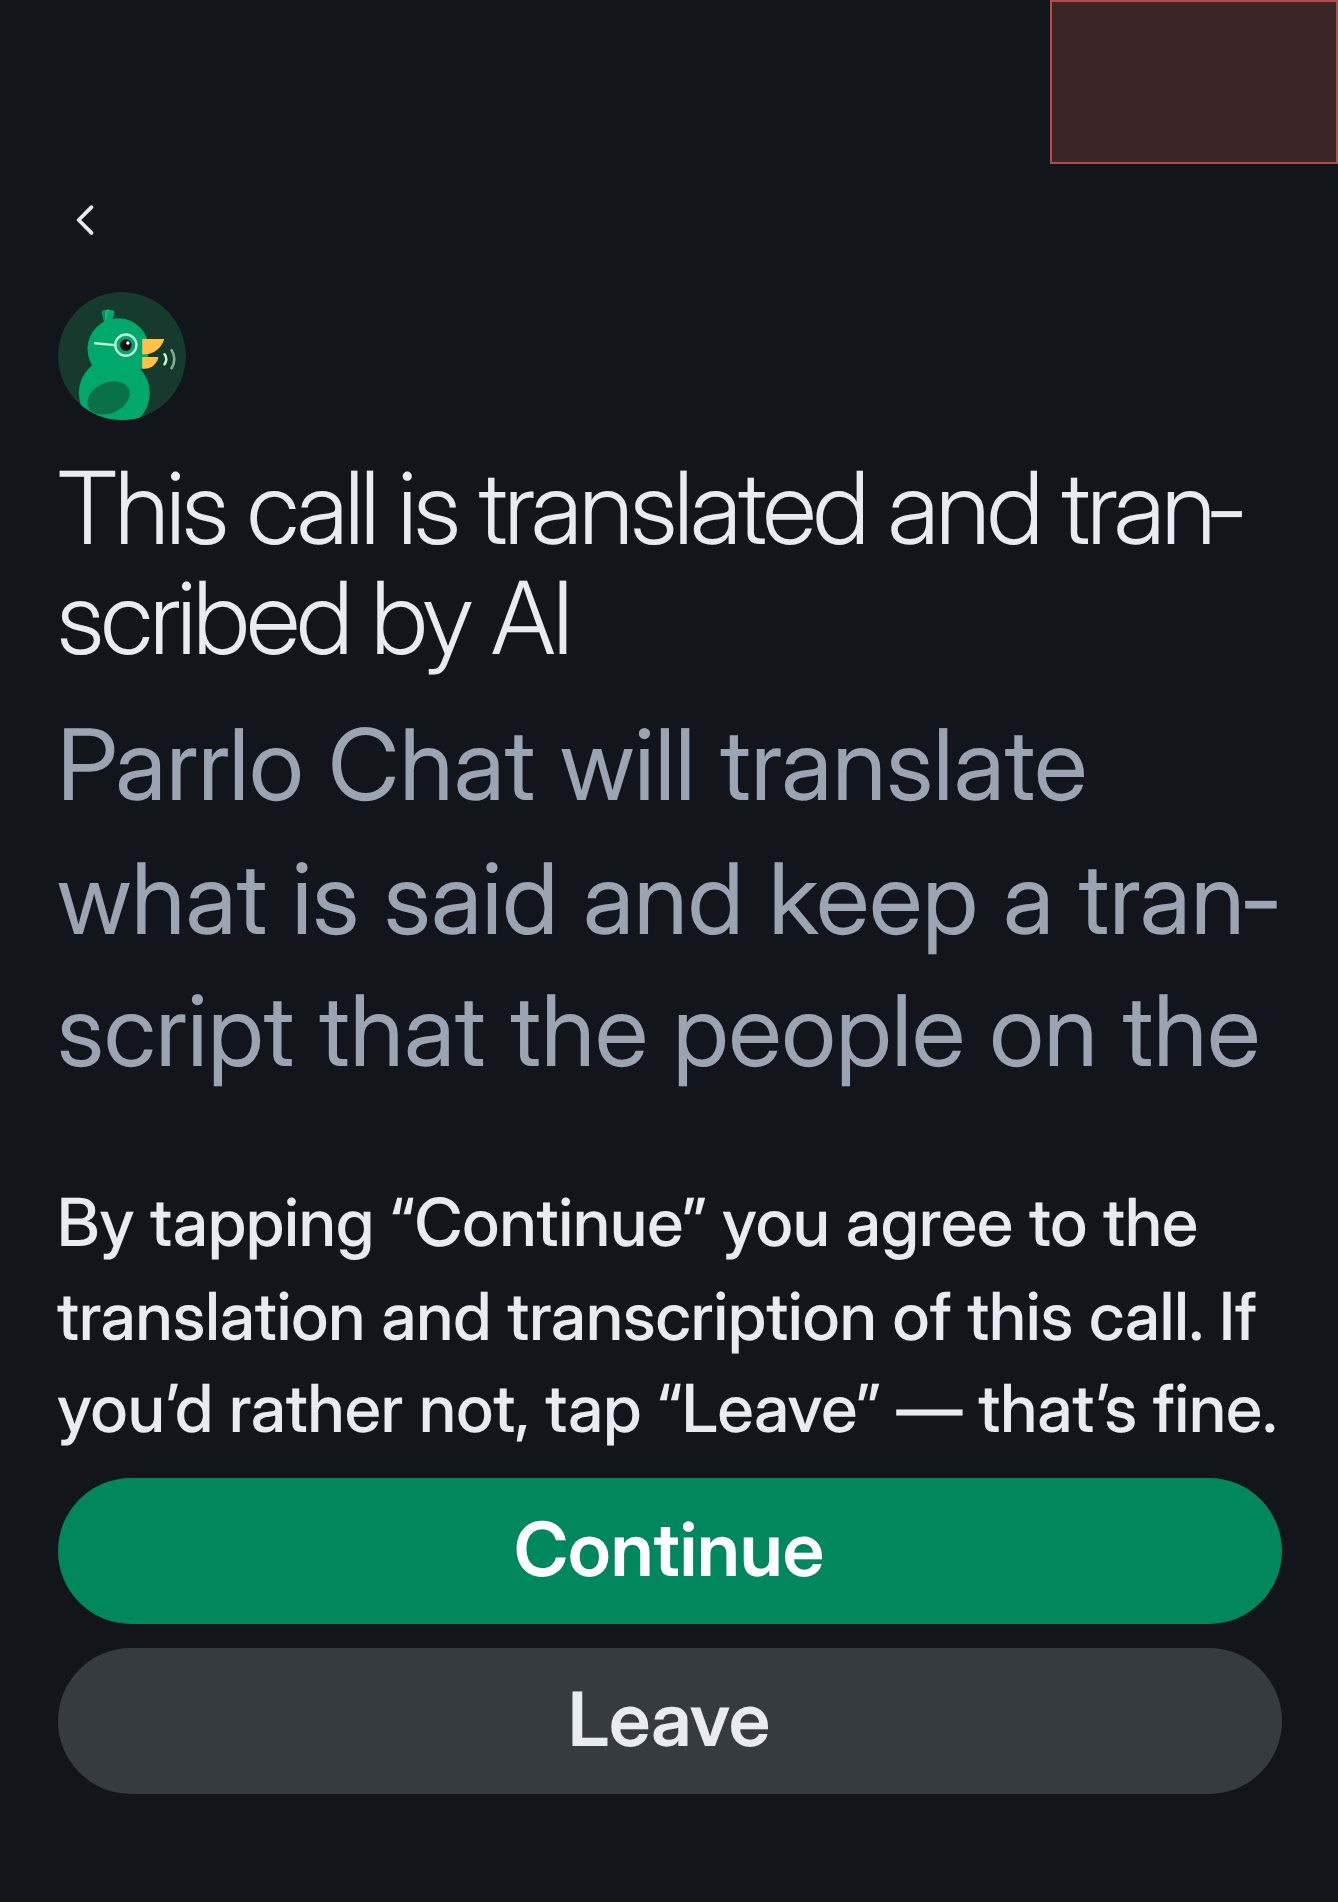 This call is translated and tran-
scribed by AI
Parrlo Chat will translate
what is said and keep a tran-
script that the people on the
By tapping “Continue” you agree to the
translation and transcription of this call. If
you’d rather not, tap “Leave” — that’s fine.
Continue
Leave